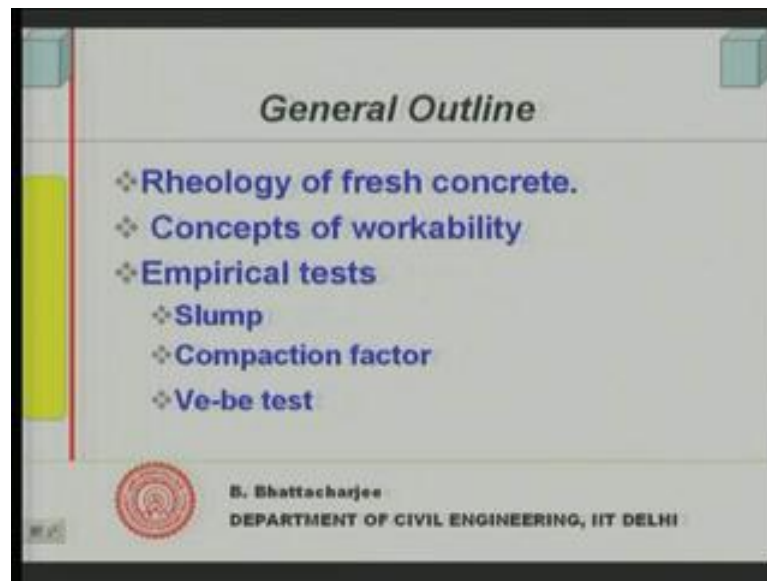 General Outline
❖Rheology of fresh concrete.
❖ Concepts of workability
❖Empirical tests
❖Slump
❖Compaction factor
❖Ve-be test
B. Bhattacharjee
DEPARTMENT OF CIVIL ENGINEERING, IIT DELHI